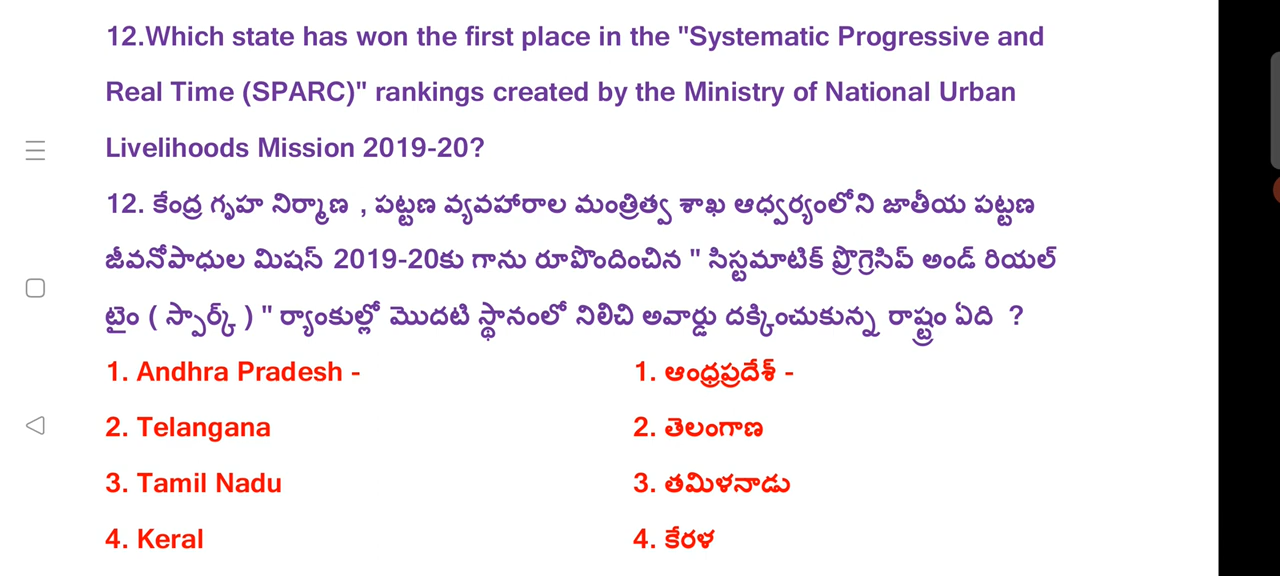 12.Which state has won the first place in the "Systematic Progressive and
Real Time (SPARC)" rankings created by the Ministry of National Urban
Livelihoods Mission 2019-20?
12. కేంద్ర గృహ నిర్మాణ , పట్టణ వ్యవహారాల మంత్రిత్వ శాఖ ఆధ్వర్యంలోని జాతీయ పట్టణ
జీవనోపాధుల మిషన్ 2019-20కు గాను రూపొందించిన " సిస్టమాటిక్ ప్రొగ్రెసివ్ అండ్ రియల్
టైం ( స్పార్క్ ) " ర్యాంకుల్లో మొదటి స్థానంలో నిలిచి అవార్డు దక్కించుకున్న రాష్ట్రం ఏది ?
1. Andhra Pradesh - 1. ఆంధ్రప్రదేశ్ -
2. Telangana 2. తెలంగాణ
3. Tamil Nadu 3. తమిళనాడు
4. Keral 4. కేరళ